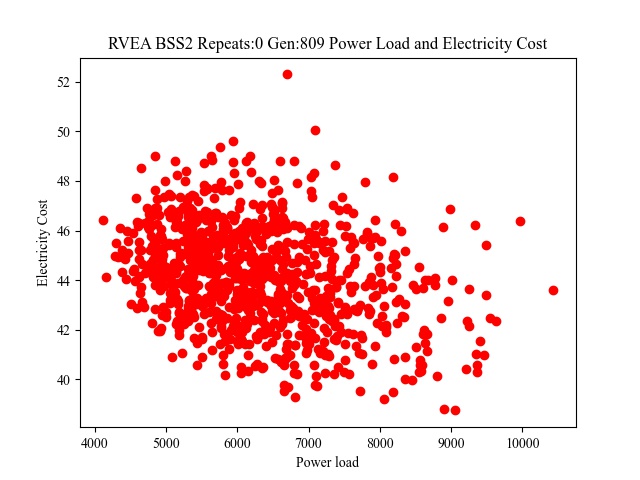 RVEA BSS2 Repeats:0 Gen:809 Power Load and Electricity Cost
52
50
48
46
44
42
40
Electricity Cost
4000 5000 6000 7000 8000 9000 10000
Power load